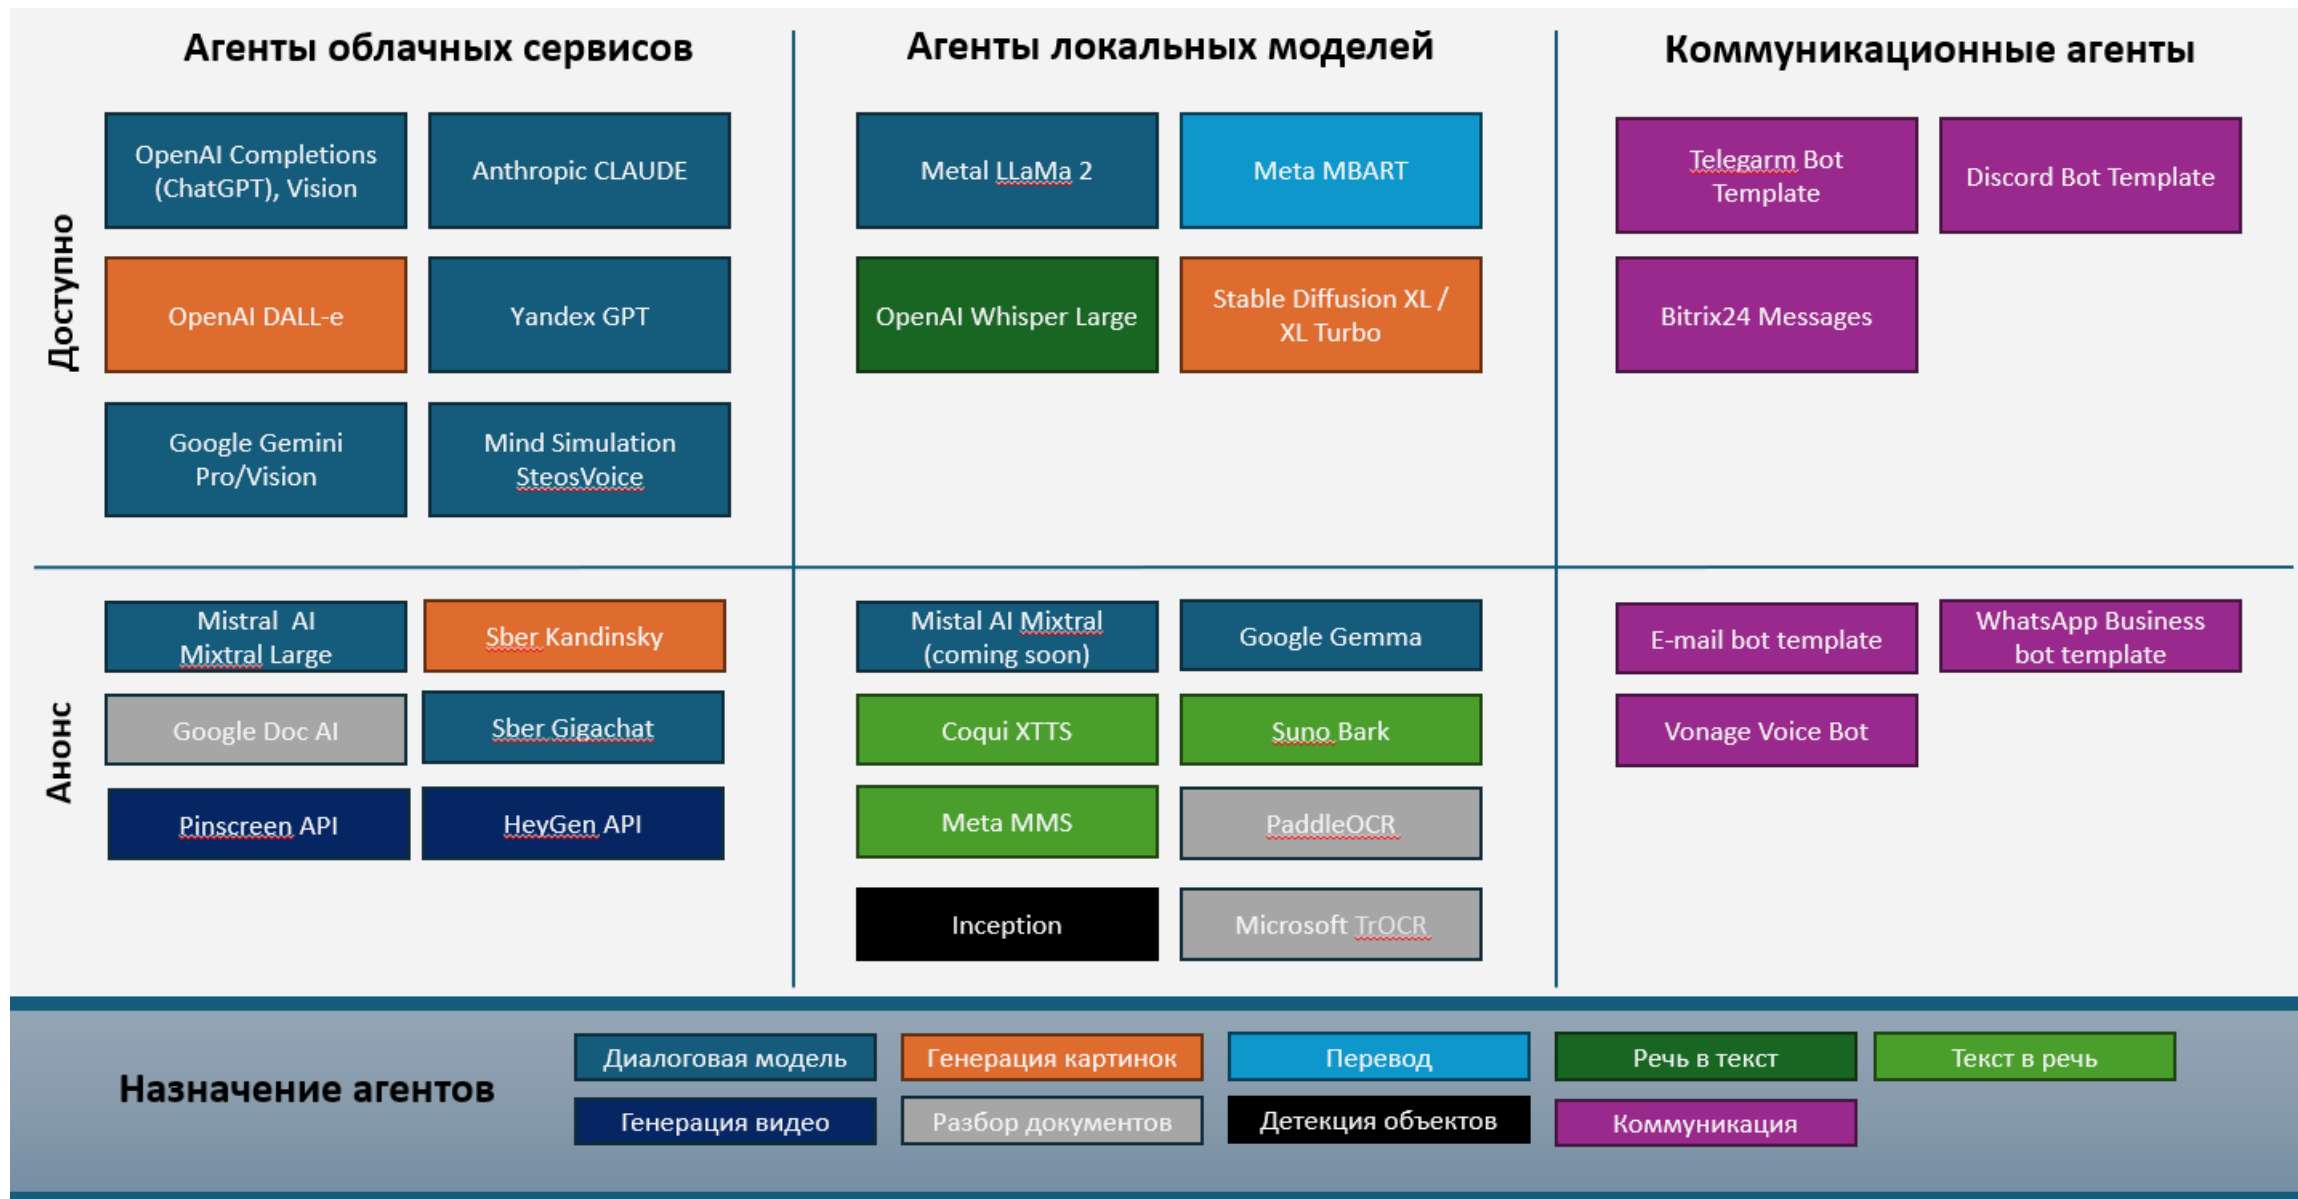 Агенты облачных сервисов
Агенты локальных моделей
Коммуникационные агенты
Доступно
OpenAI Completions
(ChatGPT), Vision
Anthropic CLAUDE
OpenAI DALL-e
Yandex GPT
Google Gemini
Pro/Vision
Mind Simulation
SteosVoice
Metal LLaMa 2
Meta MBART
OpenAI Whisper Large
Stable Diffusion XL /
XL Turbo
Telegarm Bot
Template
Discord Bot Template
Bitrix24 Messages
Анонс
Mistral AI
Mixtral Large
Sber Kandinsky
Google Doc AI
Sber Gigachat
Pinscreen API
HeyGen API
Mistal AI Mixtral
(coming soon)
Google Gemma
Coqui XTTS
Suno Bark
Meta MMS
PaddleOCR
Inception
Microsoft TrOCR
E-mail bot template
WhatsApp Business
bot template
Vonage Voice Bot
Назначение агентов
Диалоговая модель
Генерация картинок
Перевод
Речь в текст
Текст в речь
Генерация видео
Разбор документов
Детекция объектов
Коммуникация